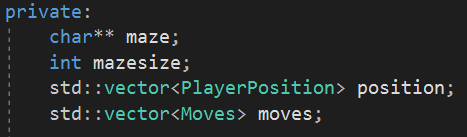 private:
    char** maze;
    int mazesize;
    std::vector<PlayerPosition> position;
    std::vector<Moves> moves;